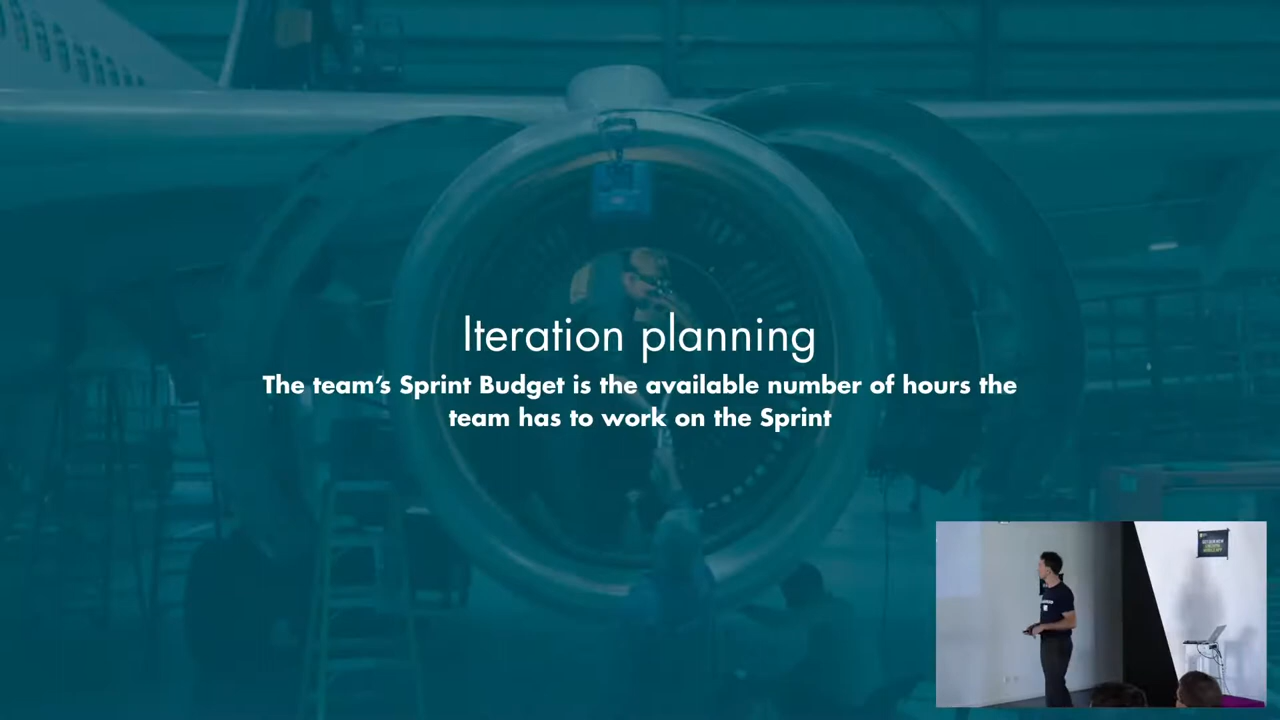 Iteration planning
The team's Sprint Budget is the available number of hours the
team has to work on the Sprint